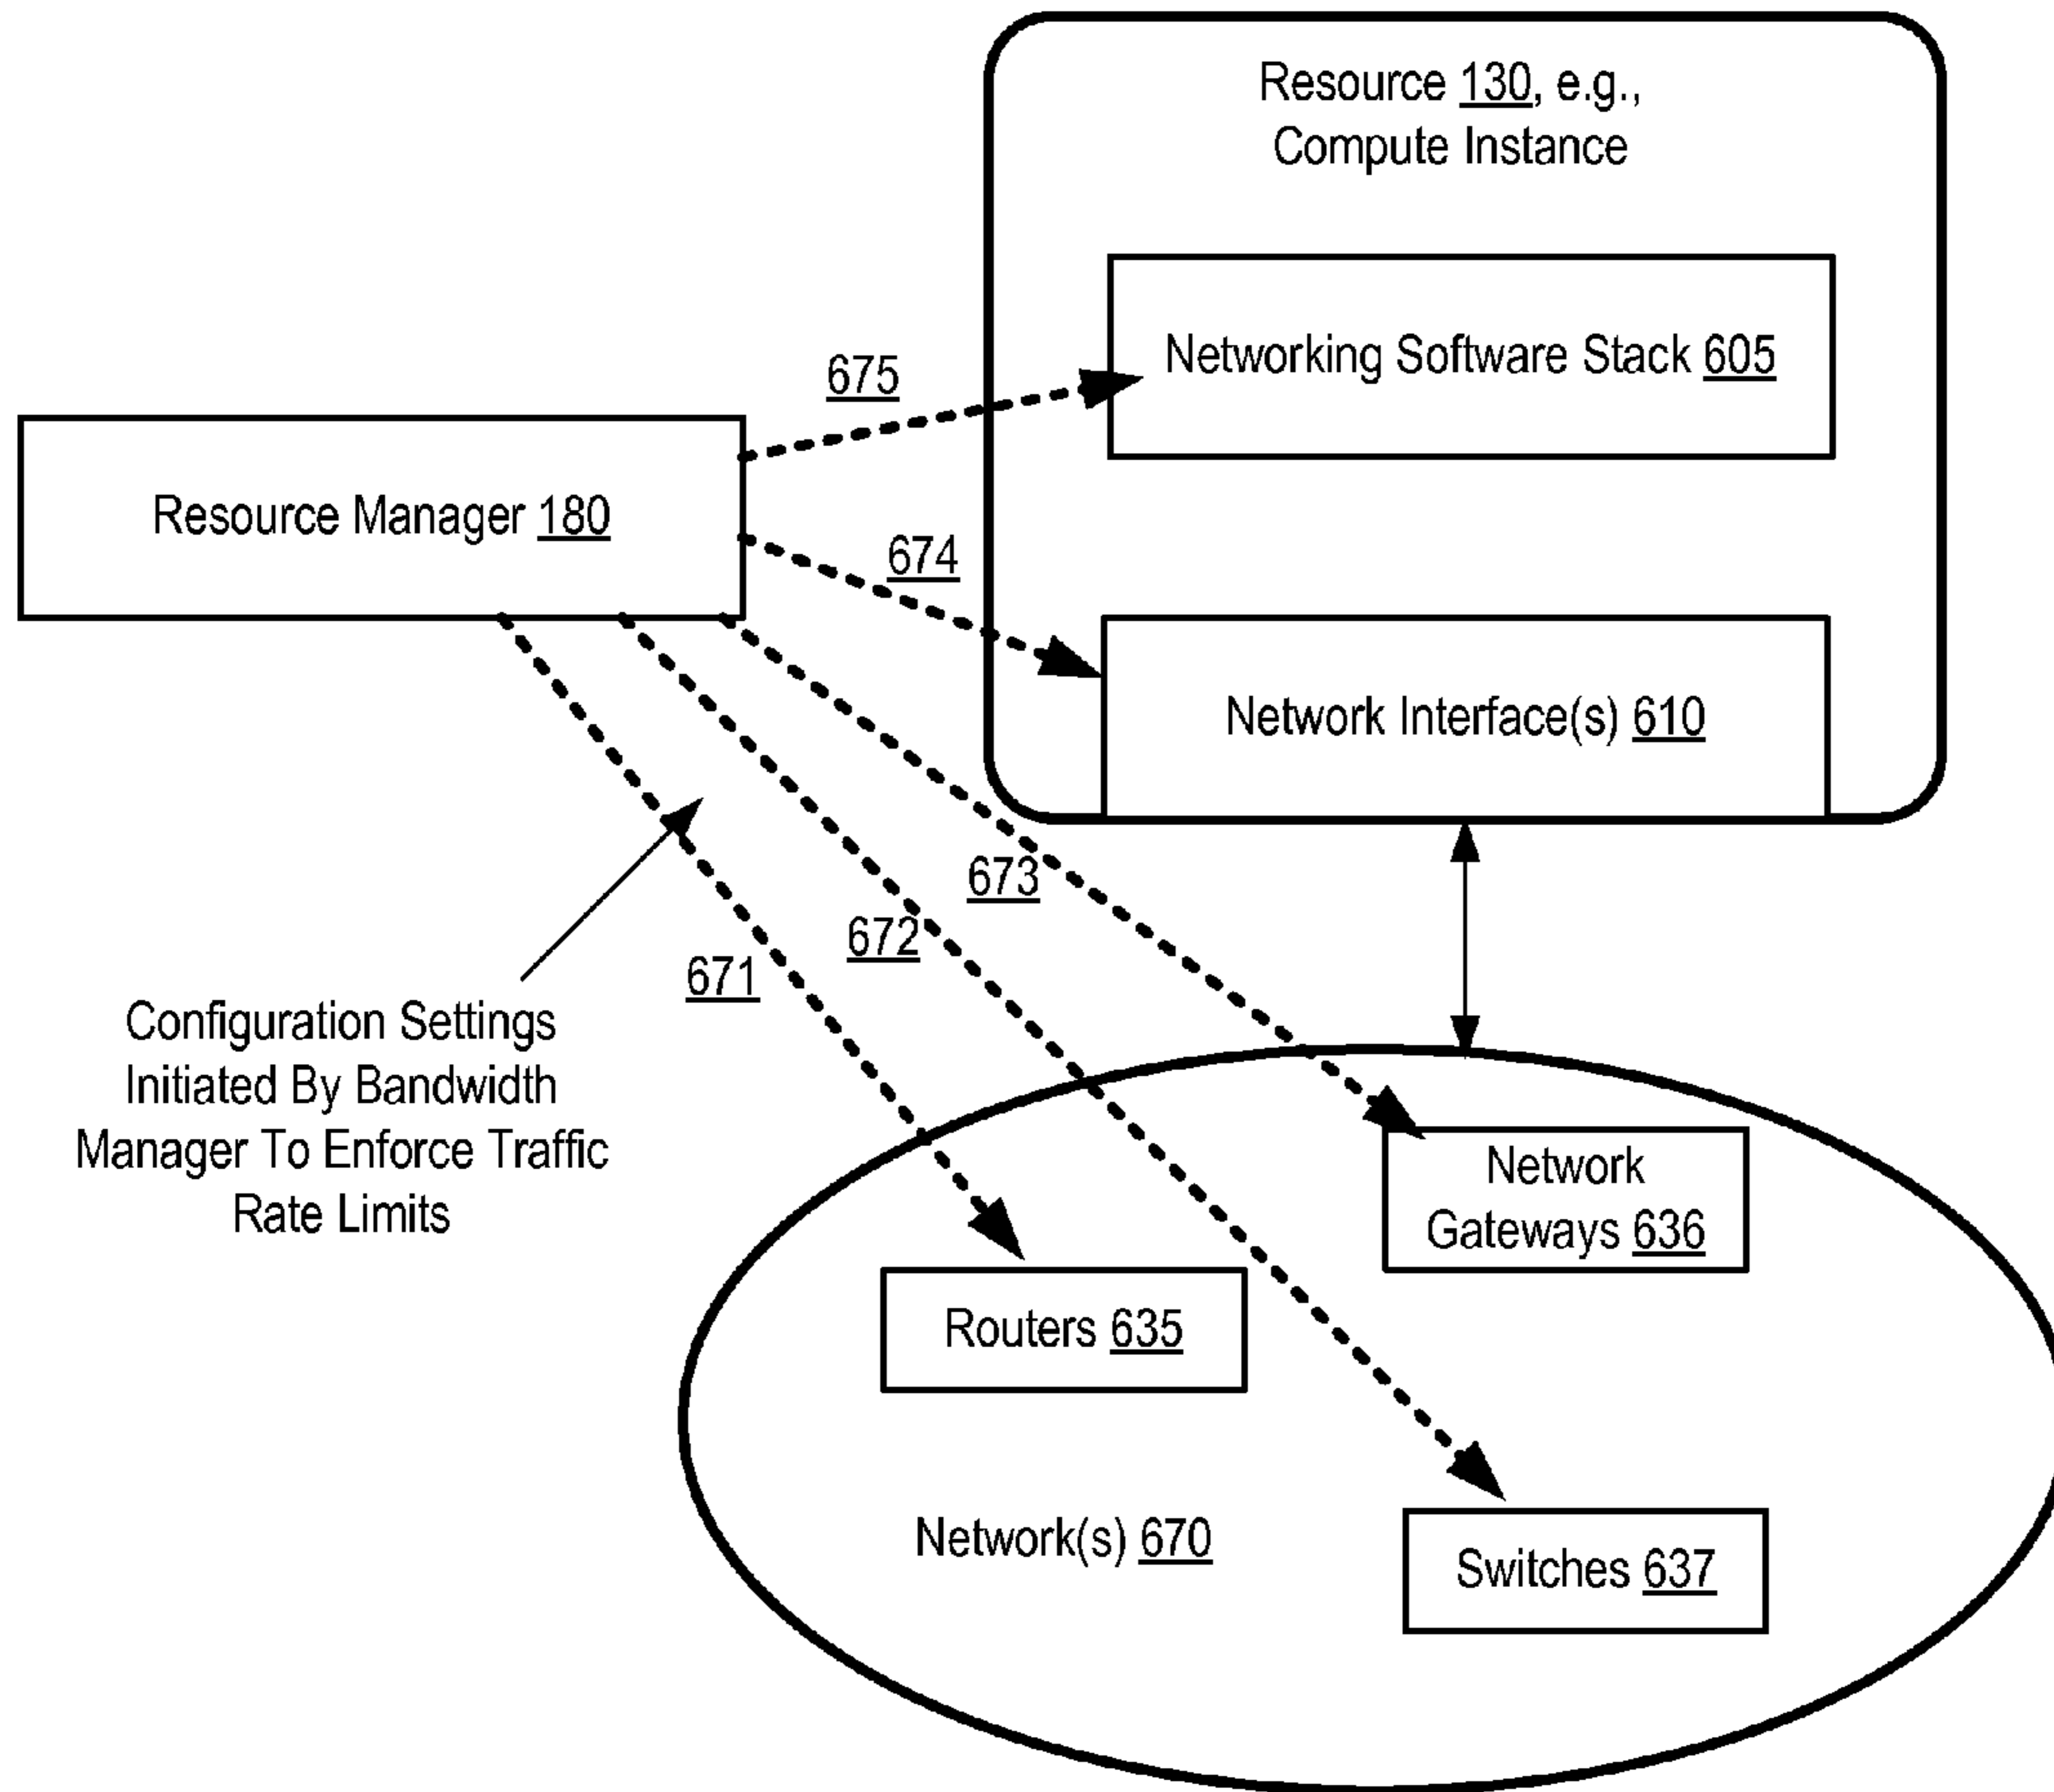 Resource 130, e.g.,
Compute Instance
Networking Software Stack 605
675
Resource Manager 180
674
Network Interface(s) 610
673
672
671
Configuration Settings
Initiated By Bandwidth
Manager To Enforce Traffic
Rate Limits
Network
Gateways 636
Routers 635
Network(s) 670
Switches 637